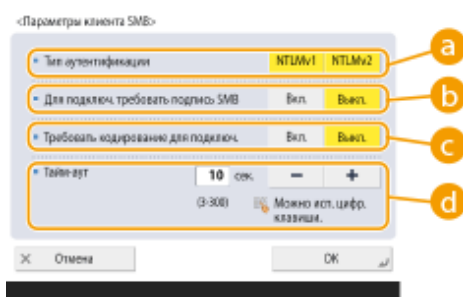 <Параметры клиента SMB>
Тип аутентификации NTLMv1 NTLMv2 a
Для подключ. требовать подпись SMB Вкл. Выкл. b
Требовать кодирование для подключ. Вкл. Выкл. c
Тайм-аут 10 сек. − + d
(3-300) Можно исп. цифр.
клавиши.
× Отмена OK